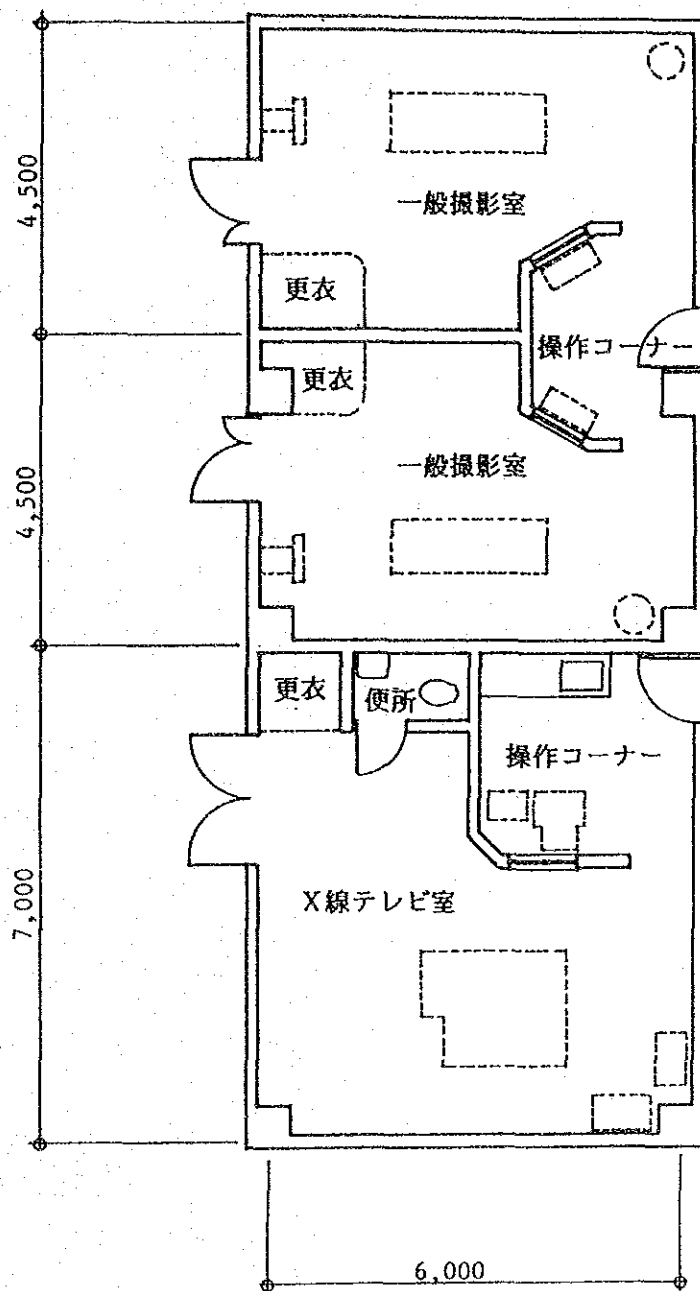 4,500
一般撮影室
更衣
操作コーナー
更衣
一般撮影室
4,500
更衣
便所
操作コーナー
X線テレビ室
7,000
6,000